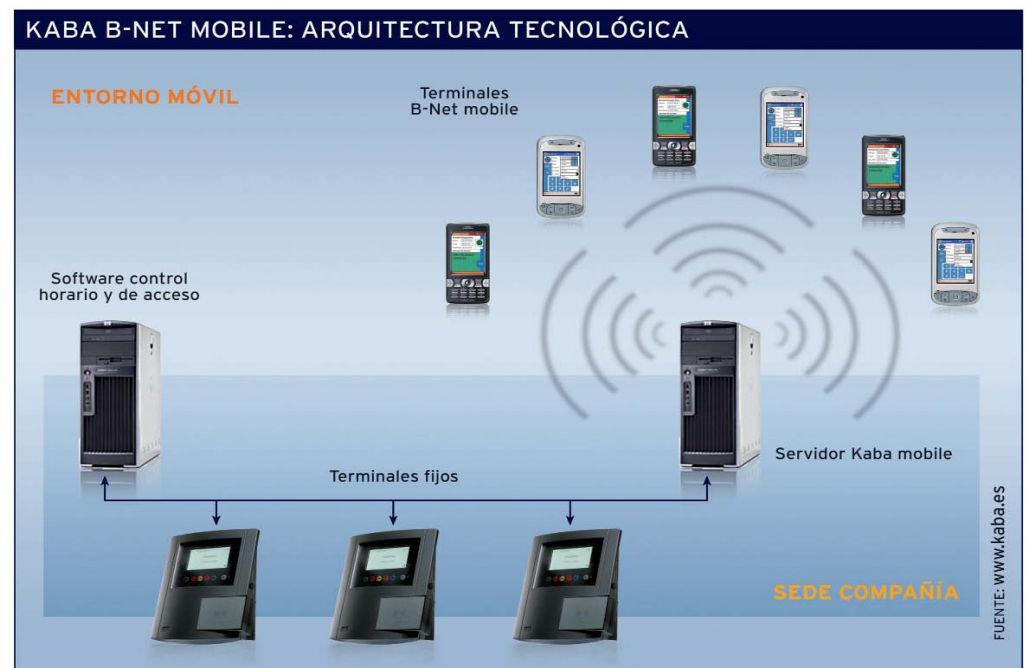 KABA B-NET MOBILE: ARQUITECTURA TECNOLÓGICA
ENTORNO MÓVIL
Terminales
B-Net mobile
Software control
horario y de acceso
Servidor Kaba mobile
Terminales fijos
SEDE COMPAÑÍA
FUENTE: www.kaba.es